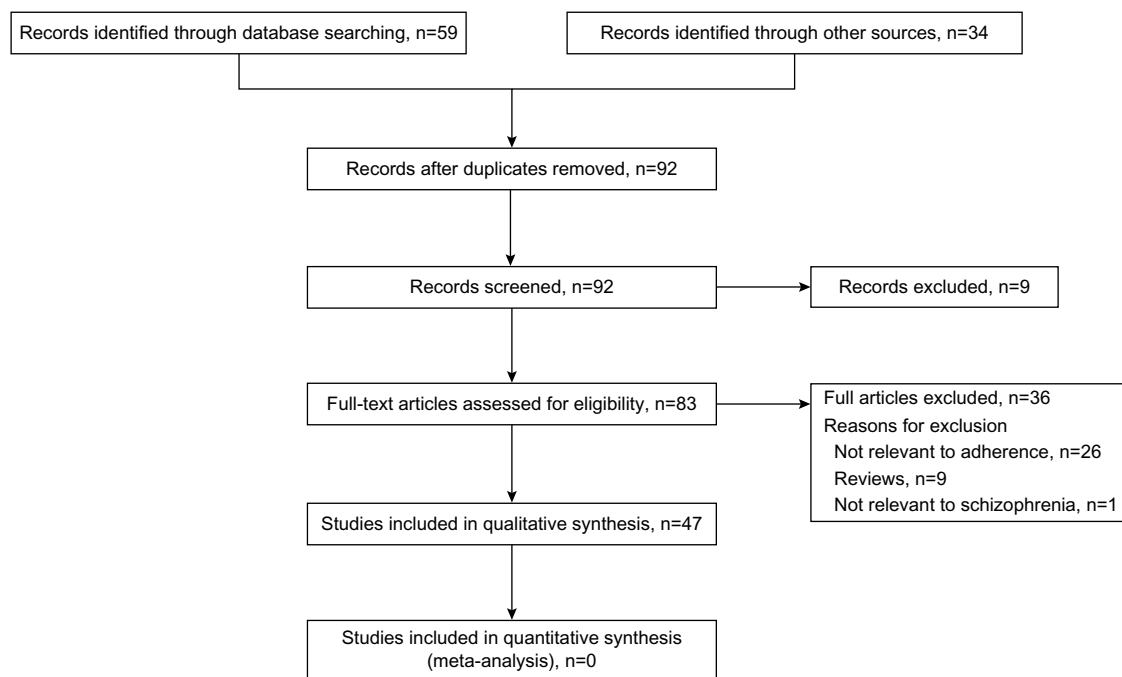 Records identified through database searching, n=59
Records identified through other sources, n=34
Records after duplicates removed, n=92
Records screened, n=92
Records excluded, n=9
Full-text articles assessed for eligibility, n=83
Full articles excluded, n=36
Reasons for exclusion
Not relevant to adherence, n=26
Reviews, n=9
Not relevant to schizophrenia, n=1
Studies included in qualitative synthesis, n=47
Studies included in quantitative synthesis
(meta-analysis), n=0